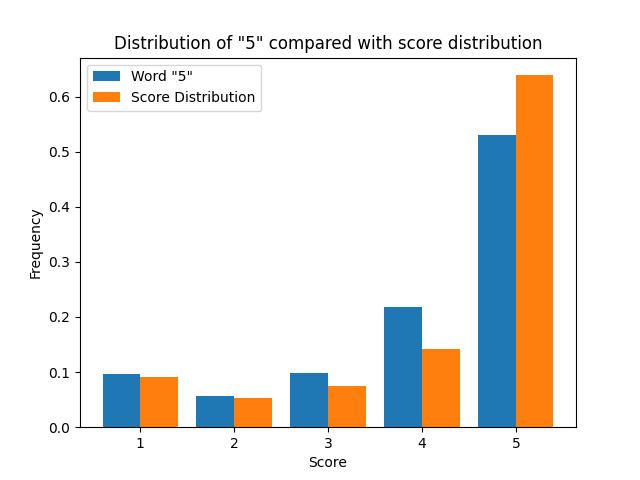 Distribution of "5" compared with score distribution
Word "5"
Score Distribution
Frequency
0.6
0.5
0.4
0.3
0.2
0.1
0.0
1 2 3 4 5
Score